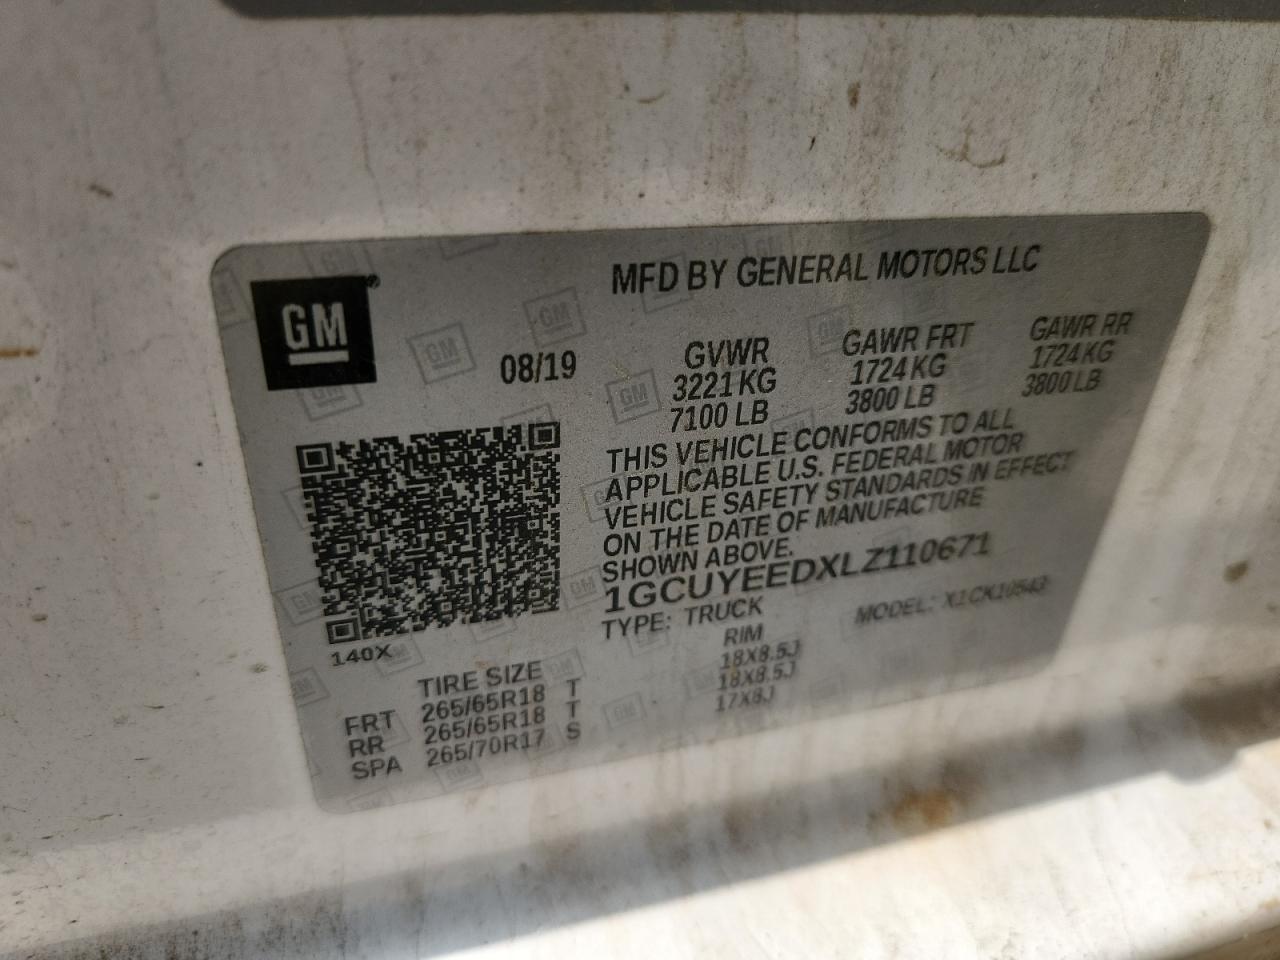 GM
MFD BY GENERAL MOTORS LLC
08/19
GVWR GAWR FRT GAWR RR
3221 KG 1724 KG 1724 KG
7100 LB 3800 LB 3800 LB
THIS VEHICLE CONFORMS TO ALL
APPLICABLE U.S. FEDERAL MOTOR
VEHICLE SAFETY STANDARDS IN EFFECT
ON THE DATE OF MANUFACTURE
SHOWN ABOVE.
1GCUYEEDXLZ110671
TYPE: TRUCK MODEL: X1CK10543
140X
TIRE SIZE RIM
FRT 265/65R18 T 18X8.5J
RR 265/65R18 T 18X8.5J
SPA 265/70R17 S 17X8J